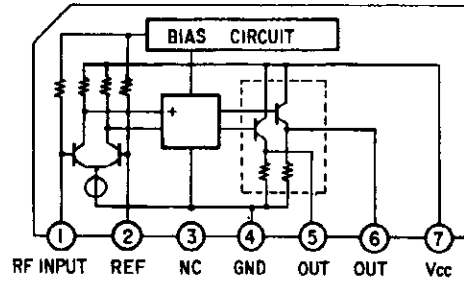 BIAS CIRCUIT
+
1 2 3 4 5 6 7
RF INPUT REF NC GND OUT OUT Vcc